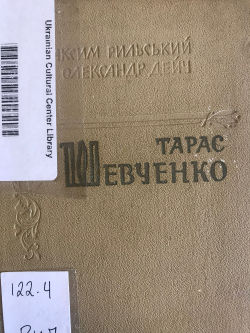 Ukrainian Cultural Center Library
КСИМ РИЛЬСЬКИЙ
ОЛЕКСАНДР ДЕЙЧ
ТАРАС
ШЕВЧЕНКО
122.4